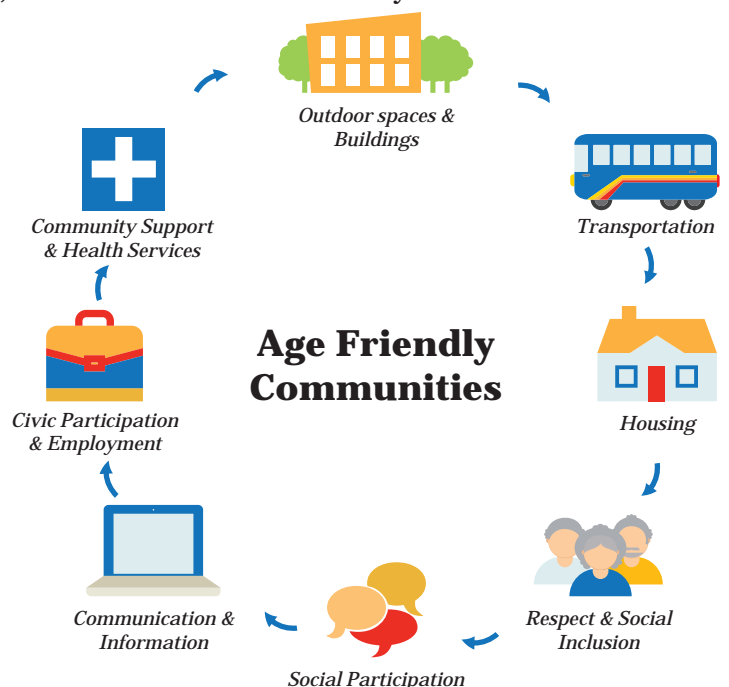 Outdoor spaces &
Buildings
Transportation
Housing
Respect & Social
Inclusion
Social Participation
Communication &
Information
Civic Participation
& Employment
Community Support
& Health Services
Age Friendly
Communities